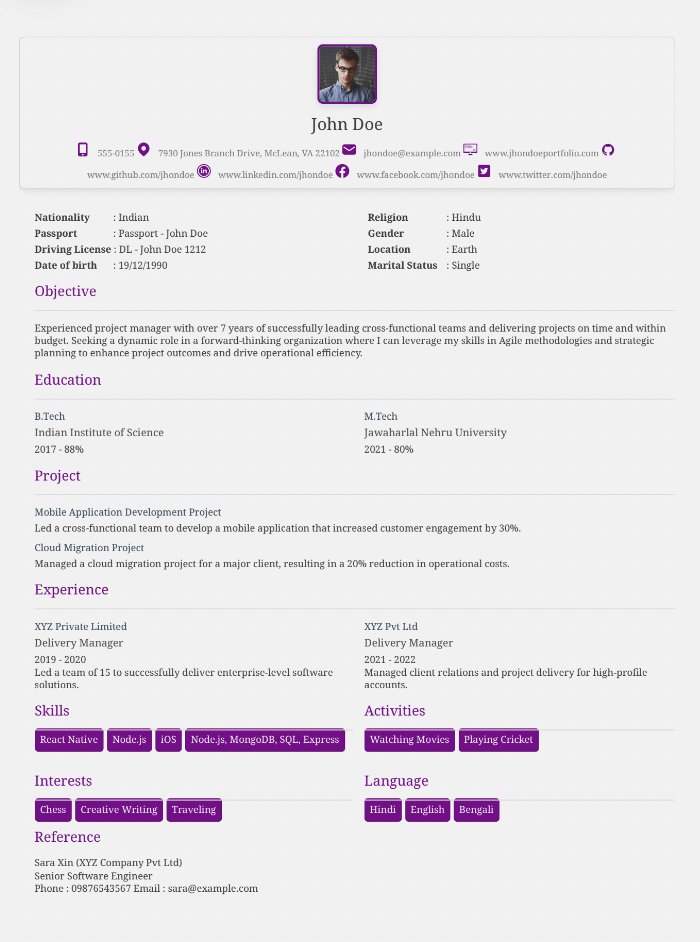 John Doe
555-0155 7930 Jones Branch Drive, McLean, VA 22102 jhondoe@example.com www.jhondoeportfolio.com
www.github.com/jhondoe www.linkedin.com/jhondoe www.facebook.com/jhondoe www.twitter.com/jhondoe
Nationality : Indian
Passport : Passport - John Doe
Driving License : DL - John Doe 1212
Date of birth : 19/12/1990
Religion : Hindu
Gender : Male
Location : Earth
Marital Status : Single
Objective
Experienced project manager with over 7 years of successfully leading cross-functional teams and delivering projects on time and within
budget. Seeking a dynamic role in a forward-thinking organization where I can leverage my skills in Agile methodologies and strategic
planning to enhance project outcomes and drive operational efficiency.
Education
B.Tech
Indian Institute of Science
2017 - 88%
M.Tech
Jawaharlal Nehru University
2021 - 80%
Project
Mobile Application Development Project
Led a cross-functional team to develop a mobile application that increased customer engagement by 30%.
Cloud Migration Project
Managed a cloud migration project for a major client, resulting in a 20% reduction in operational costs.
Experience
XYZ Private Limited
Delivery Manager
2019 - 2020
Led a team of 15 to successfully deliver enterprise-level software
solutions.
XYZ Pvt Ltd
Delivery Manager
2021 - 2022
Managed client relations and project delivery for high-profile
accounts.
Skills
React Native Node.js iOS Node.js, MongoDB, SQL, Express
Activities
Watching Movies Playing Cricket
Interests
Chess Creative Writing Traveling
Language
Hindi English Bengali
Reference
Sara Xin (XYZ Company Pvt Ltd)
Senior Software Engineer
Phone : 09876543567 Email : sara@example.com